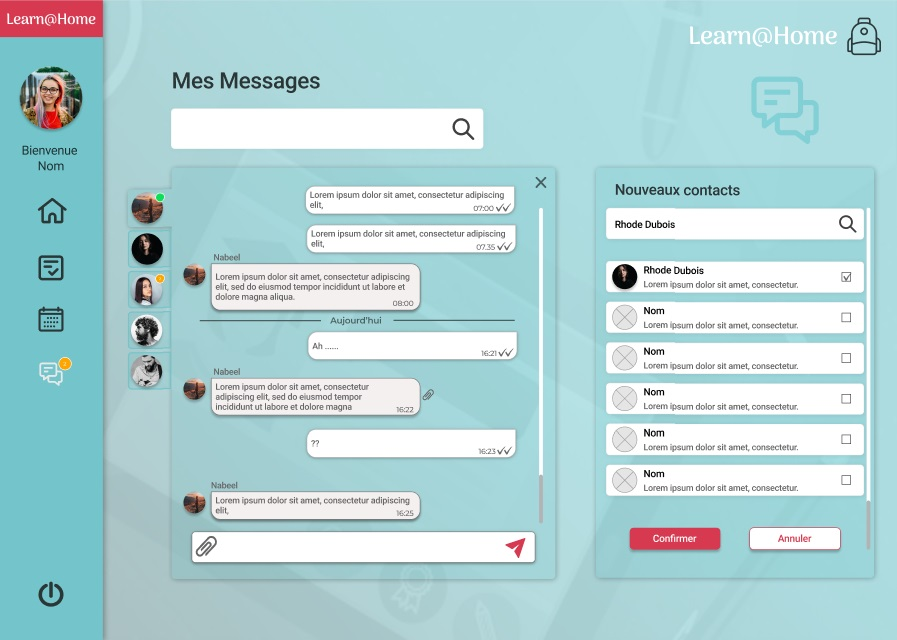 Learn@Home
Learn@Home
Bienvenue
Nom
Mes Messages
Lorem ipsum dolor sit amet, consectetur adipiscing
elit,
07:00
Lorem ipsum dolor sit amet, consectetur adipiscing
elit,
07.35
Nabeel
Lorem ipsum dolor sit amet, consectetur adipiscing
elit, sed do eiusmod tempor incididunt ut labore et
dolore magna aliqua.
08:00
Aujourd'hui
Ah ......
16:21
Nabeel
Lorem ipsum dolor sit amet, consectetur
adipiscing elit, sed do eiusmod tempor
incididunt ut labore et dolore magna
16:22
??
16:23
Nabeel
Lorem ipsum dolor sit amet, consectetur adipiscing
elit,
16:25
Nouveaux contacts
Rhode Dubois
Rhode Dubois
Lorem ipsum dolor sit amet, consectetur.
Nom
Lorem ipsum dolor sit amet, consectetur.
Nom
Lorem ipsum dolor sit amet, consectetur.
Nom
Lorem ipsum dolor sit amet, consectetur.
Nom
Lorem ipsum dolor sit amet, consectetur.
Nom
Lorem ipsum dolor sit amet, consectetur.
Confirmer
Annuler